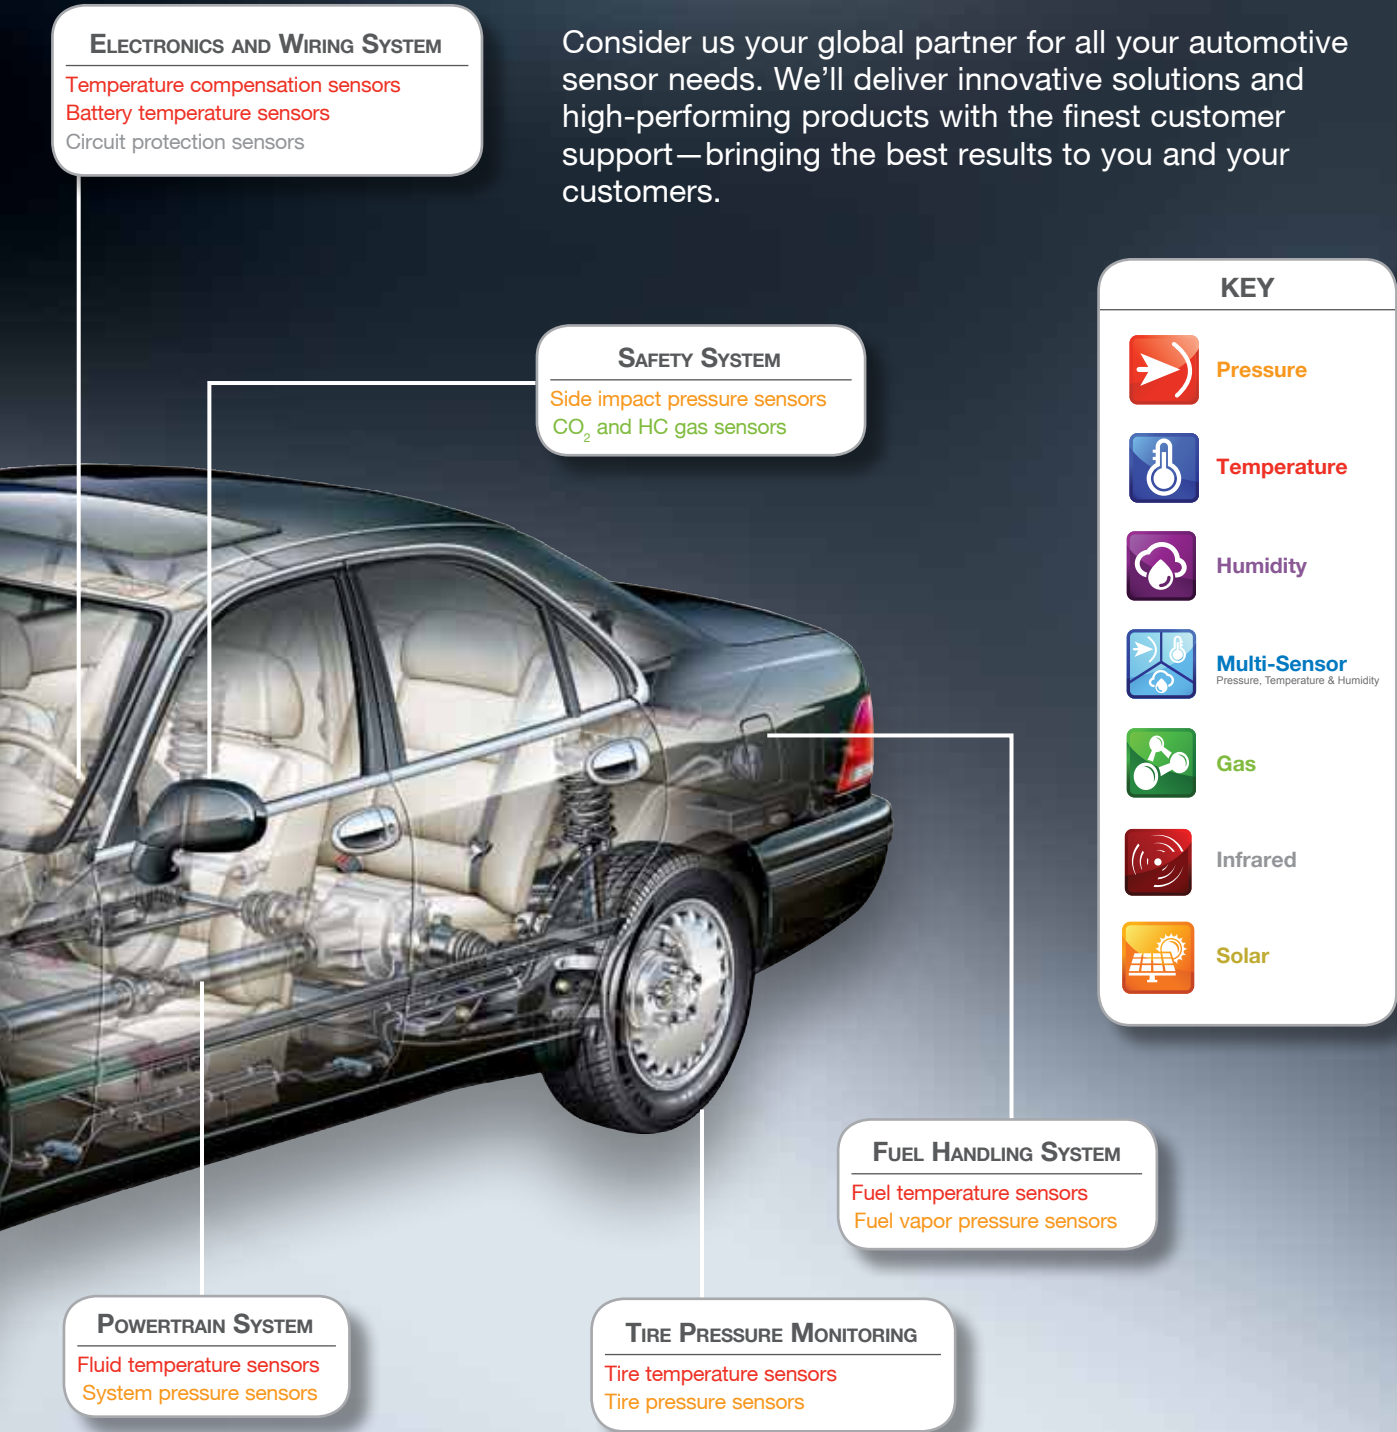 Electronics and Wiring System
Temperature compensation sensors
Battery temperature sensors
Circuit protection sensors
Consider us your global partner for all your automotive
sensor needs. We’ll deliver innovative solutions and
high-performing products with the finest customer
support—bringing the best results to you and your
customers.
Safety System
Side impact pressure sensors
CO₂ and HC gas sensors
KEY
Pressure
Temperature
Humidity
Multi-Sensor
Pressure, Temperature & Humidity
Gas
Infrared
Solar
Fuel Handling System
Fuel temperature sensors
Fuel vapor pressure sensors
Powertrain System
Fluid temperature sensors
System pressure sensors
Tire Pressure Monitoring
Tire temperature sensors
Tire pressure sensors